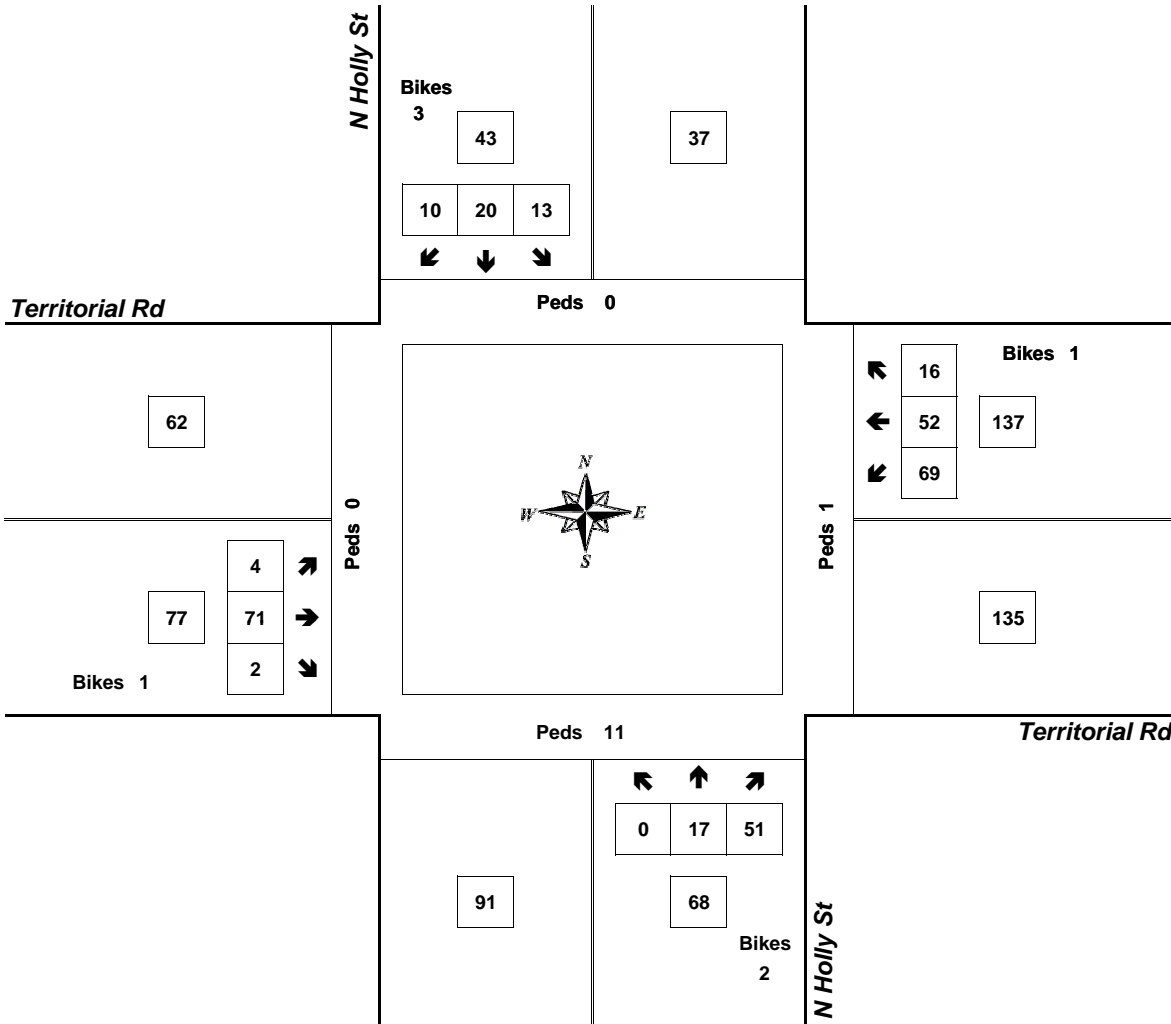 N Holly St
Bikes
3
43
37
10 20 13
Peds 0
Territorial Rd
Bikes 1
16
62
52
137
69
N
W E
S
Peds 0
Peds 1
4
77
71
135
2
Bikes 1
Peds 11
Territorial Rd
0 17 51
91
68
Bikes
2
N Holly St